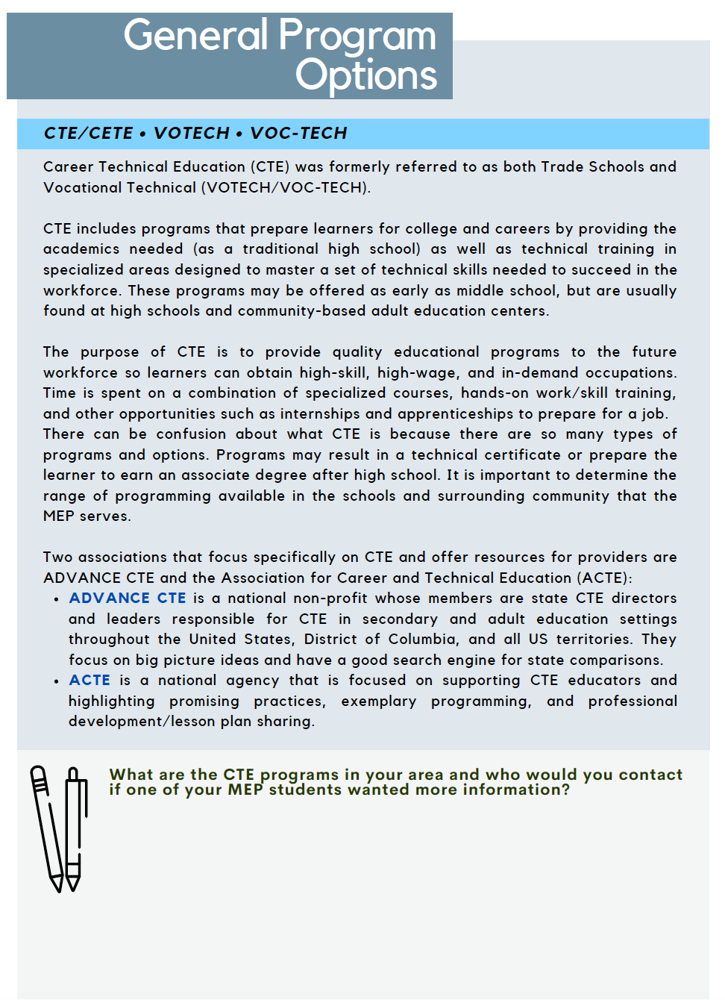 General Program
Options
CTE/CETE • VOTECH • VOC-TECH
Career Technical Education (CTE) was formerly referred to as both Trade Schools and
Vocational Technical (VOTECH/VOC-TECH).
CTE includes programs that prepare learners for college and careers by providing the
academics needed (as a traditional high school) as well as technical training in
specialized areas designed to master a set of technical skills needed to succeed in the
workforce. These programs may be offered as early as middle school, but are usually
found at high schools and community-based adult education centers.
The purpose of CTE is to provide quality educational programs to the future
workforce so learners can obtain high-skill, high-wage, and in-demand occupations.
Time is spent on a combination of specialized courses, hands-on work/skill training,
and other opportunities such as internships and apprenticeships to prepare for a job.
There can be confusion about what CTE is because there are so many types of
programs and options. Programs may result in a technical certificate or prepare the
learner to earn an associate degree after high school. It is important to determine the
range of programming available in the schools and surrounding community that the
MEP serves.
Two associations that focus specifically on CTE and offer resources for providers are
ADVANCE CTE and the Association for Career and Technical Education (ACTE):
• ADVANCE CTE is a national non-profit whose members are state CTE directors
and leaders responsible for CTE in secondary and adult education settings
throughout the United States, District of Columbia, and all US territories. They
focus on big picture ideas and have a good search engine for state comparisons.
• ACTE is a national agency that is focused on supporting CTE educators and
highlighting promising practices, exemplary programming, and professional
development/lesson plan sharing.
What are the CTE programs in your area and who would you contact
if one of your MEP students wanted more information?